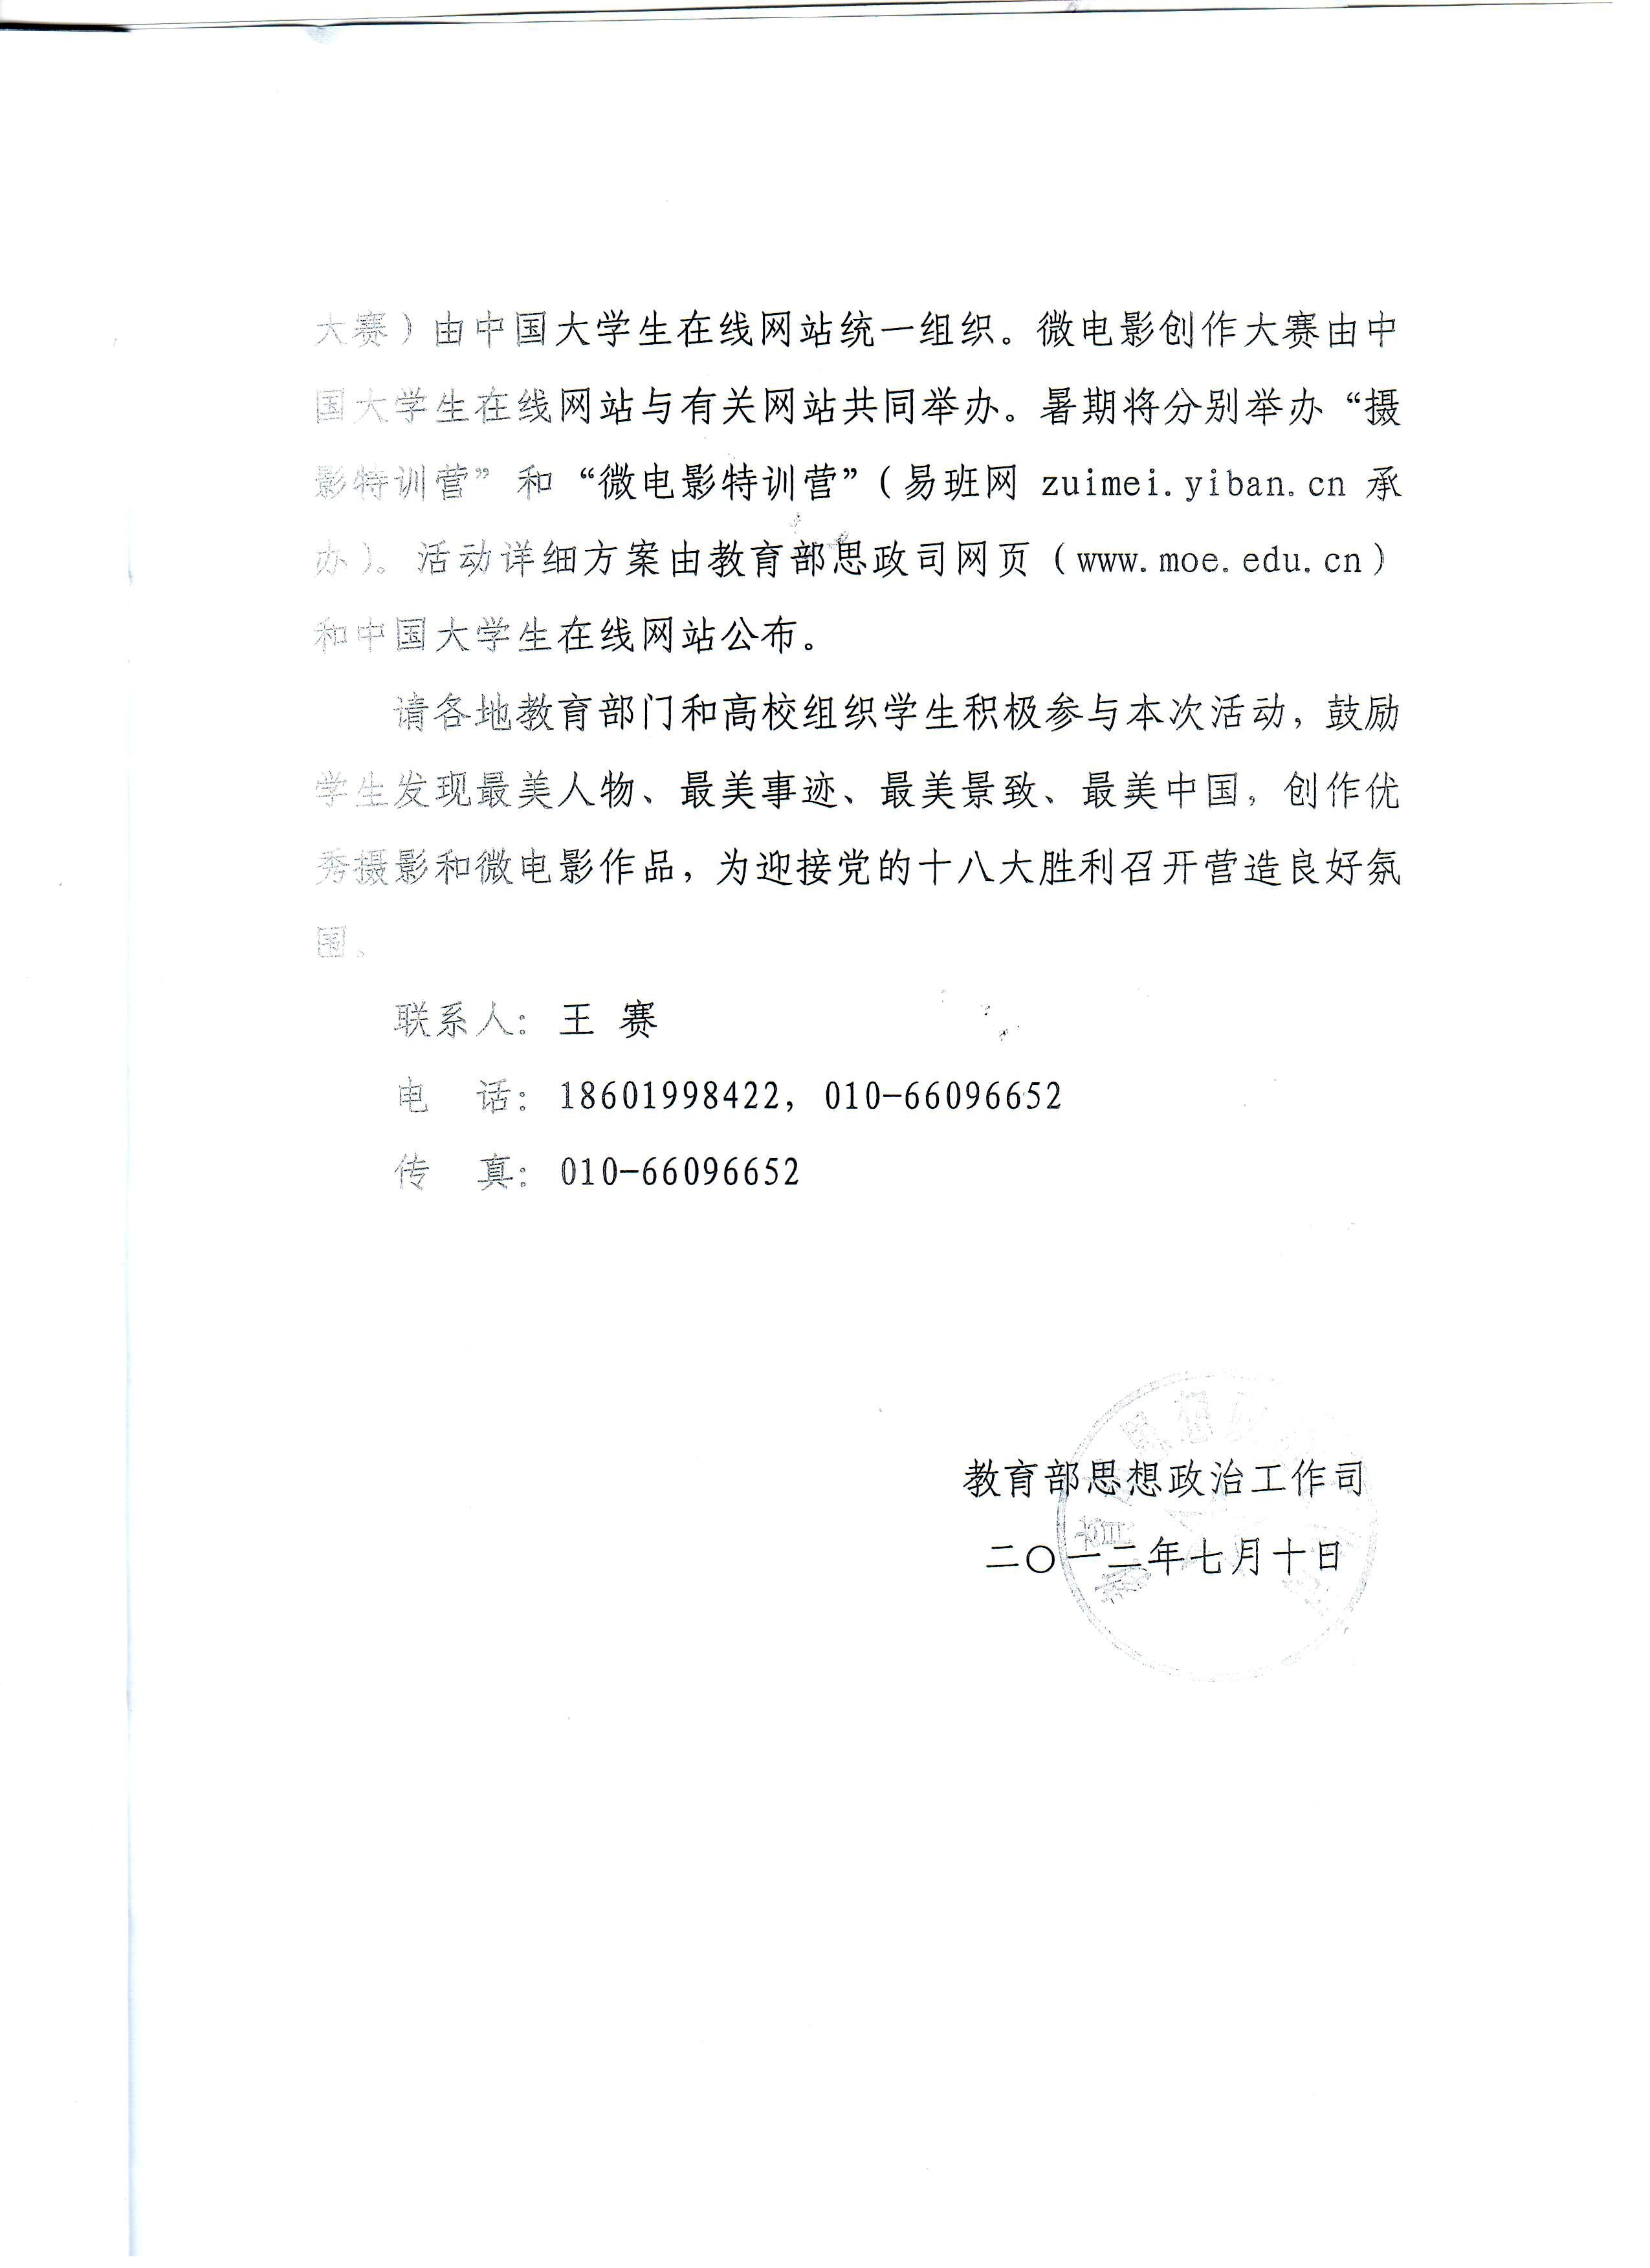 大赛）由中国大学生在线网站统一组织。微电影创作大赛由中
国大学生在线网站与有关网站共同举办。暑期将分别举办“摄
影特训营”和“微电影特训营”（易班网 zuimei.yiban.cn 承
办）。活动详细方案由教育部思政司网页（www.moe.edu.cn）
和中国大学生在线网站公布。
请各地教育部门和高校组织学生积极参与本次活动，鼓励
学生发现最美人物、最美事迹、最美景致、最美中国，创作优
秀摄影和微电影作品，为迎接党的十八大胜利召开营造良好氛
围。
联系人：王 赛
电 话：18601998422，010-66096652
传 真：010-66096652
教育部思想政治工作司
二〇一二年七月十日